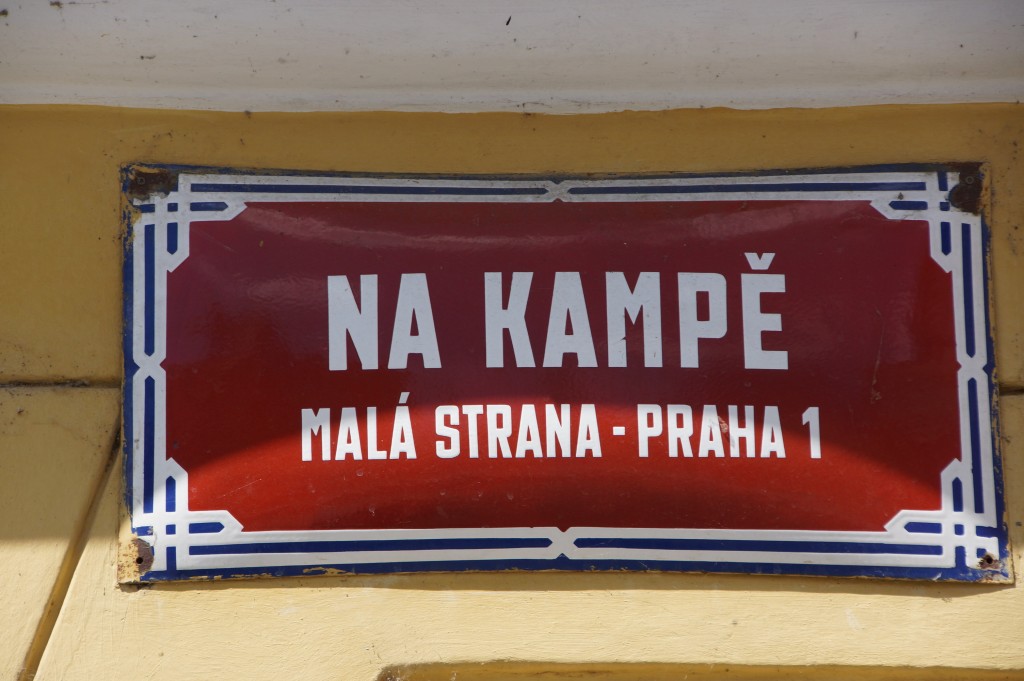 NA KAMPĚ
MALÁ STRANA - PRAHA 1